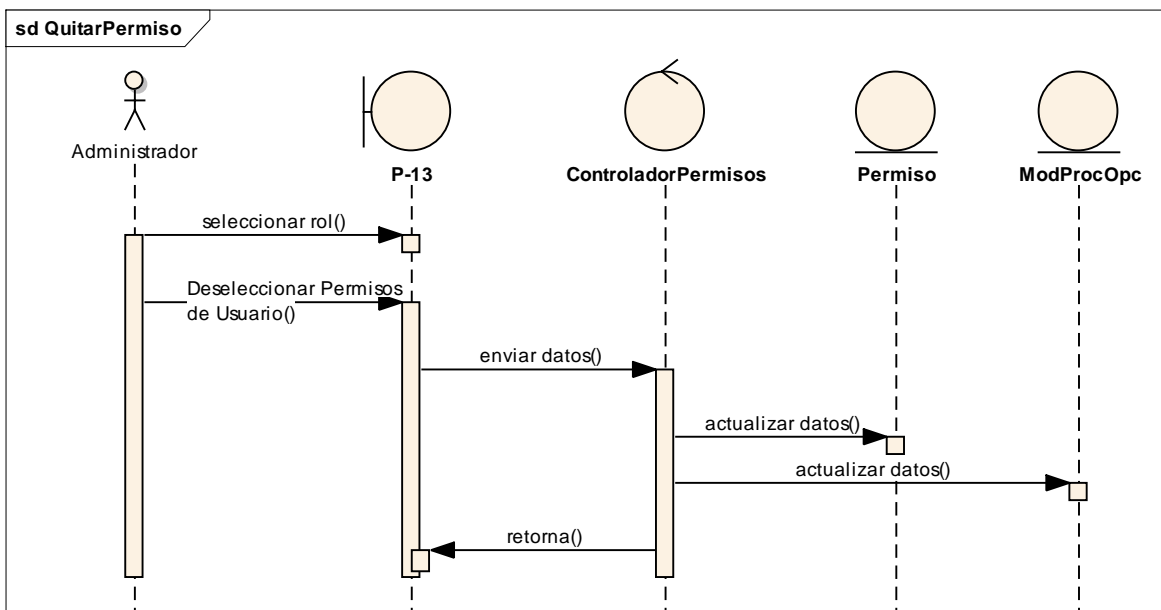 sd QuitarPermiso
Administrador
P-13
ControladorPermisos
Permiso
ModProcOpc
seleccionar rol()
Deseleccionar Permisos
de Usuario()
enviar datos()
actualizar datos()
actualizar datos()
retorna()